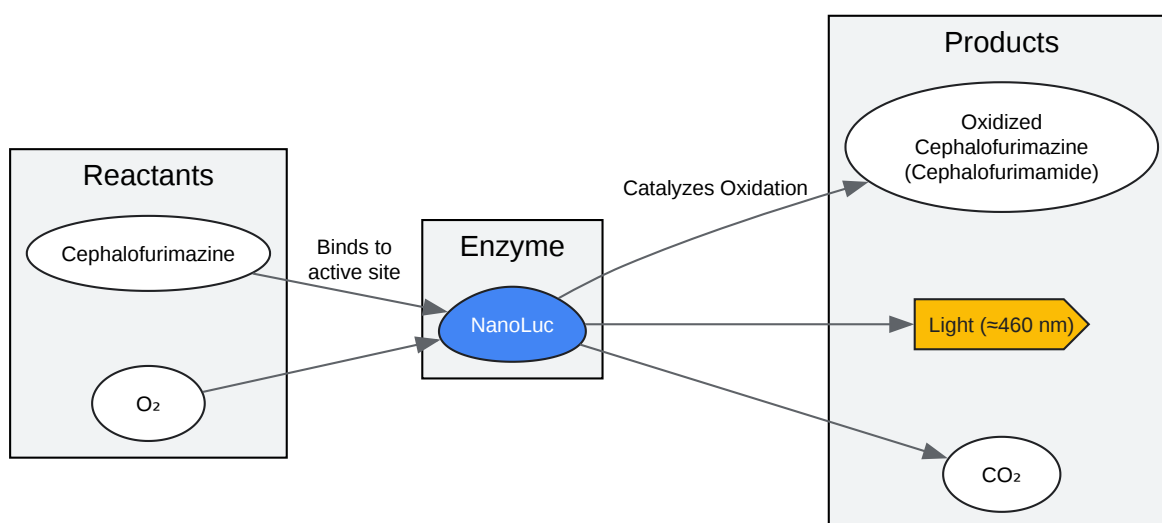 Reactants
Cephalofurimazine
O₂
Binds to
active site
Enzyme
NanoLuc
Catalyzes Oxidation
Products
Oxidized
Cephalofurimazine
(Cephalofurimamide)
Light (≈460 nm)
CO₂